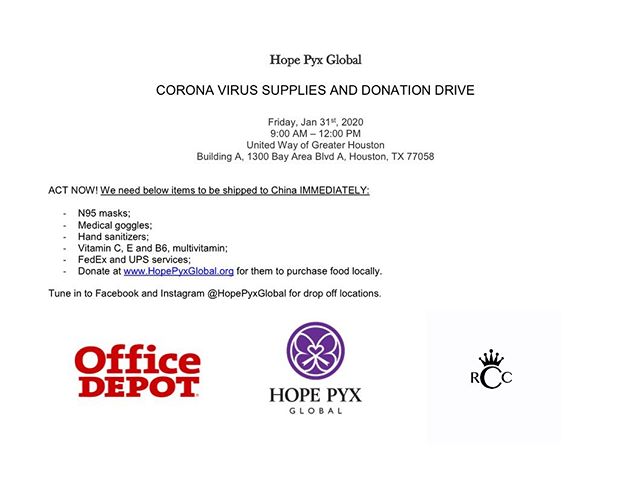 Hope Pyx Global
CORONA VIRUS SUPPLIES AND DONATION DRIVE
Friday, Jan 31st, 2020
9:00 AM – 12:00 PM
United Way of Greater Houston
Building A, 1300 Bay Area Blvd A, Houston, TX 77058
ACT NOW! We need below items to be shipped to China IMMEDIATELY:
- N95 masks;
- Medical goggles;
- Hand sanitizers;
- Vitamin C, E and B6, multivitamin;
- FedEx and UPS services;
- Donate at www.HopePyxGlobal.org for them to purchase food locally.
Tune in to Facebook and Instagram @HopePyxGlobal for drop off locations.
Office
DEPOT
HOPE PYX
GLOBAL
RCC